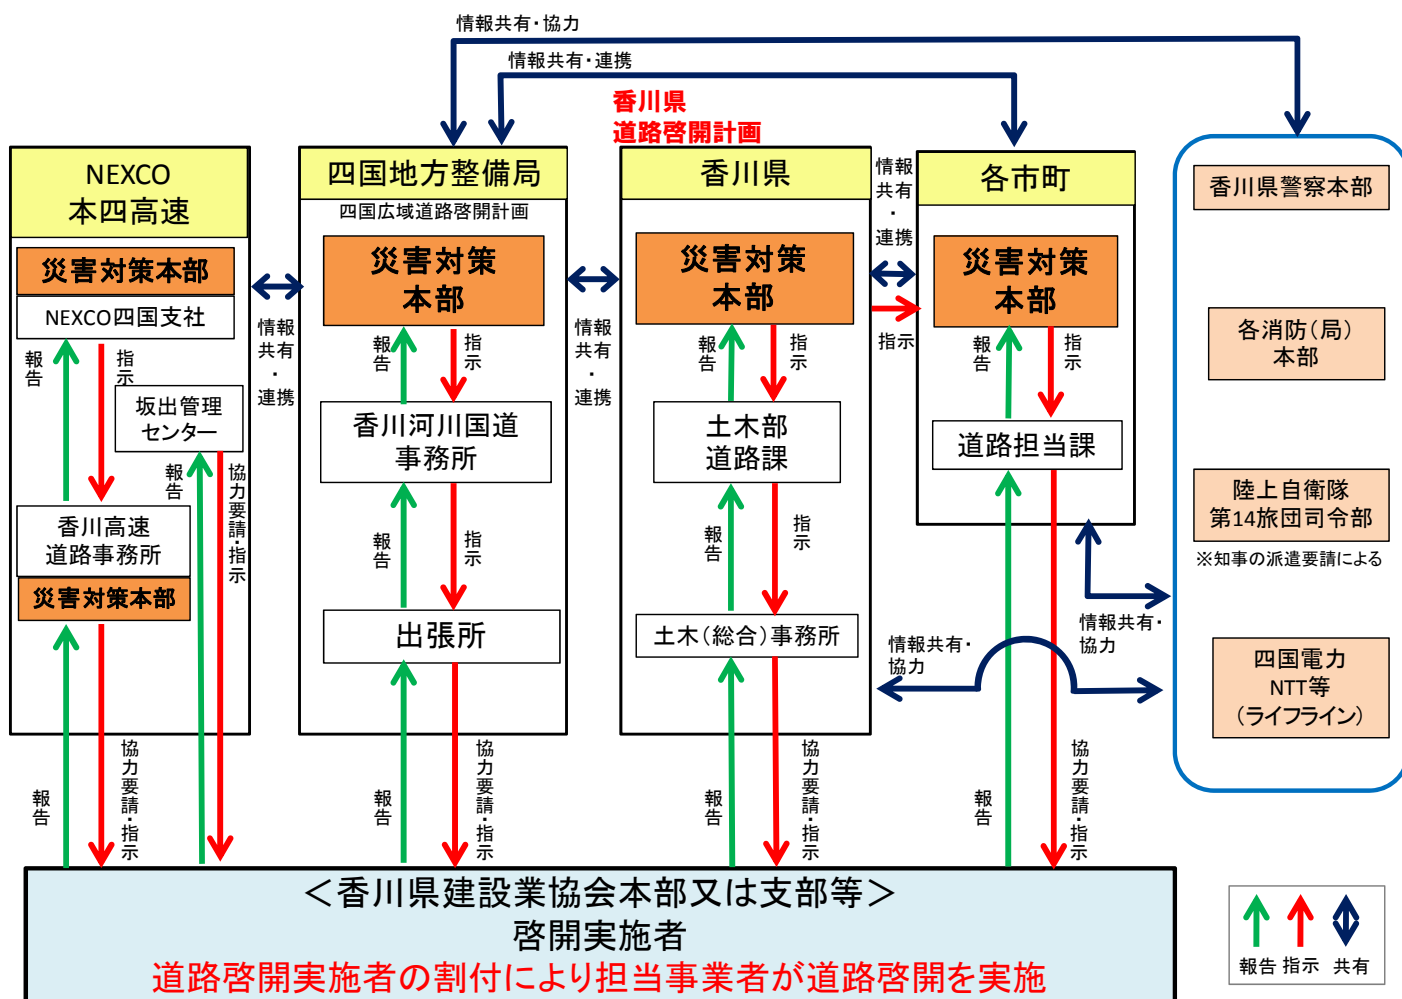 情報共有・協力
情報共有・連携
香川県
道路啓開計画
NEXCO
本四高速
災害対策本部
NEXCO四国支社
報告
指示
坂出管理
センター
香川高速
道路事務所
災害対策本部
報告
協力要請・指示
報告
協力要請・指示
情報
共有
・
連携
四国地方整備局
四国広域道路啓開計画
災害対策
本部
報告
指示
香川河川国道
事務所
報告
指示
出張所
報告
協力要請・指示
情報
共有
・
連携
香川県
災害対策
本部
報告
指示
土木部
道路課
報告
指示
土木(総合)事務所
報告
協力要請・指示
情報
共有
・
連携
指示
各市町
災害対策
本部
報告
指示
道路担当課
報告
協力要請・指示
情報共有・
協力
情報共有・
協力
香川県警察本部
各消防(局)
本部
陸上自衛隊
第14旅団司令部
※知事の派遣要請による
四国電力
NTT等
(ライフライン)
<香川県建設業協会本部又は支部等>
啓開実施者
道路啓開実施者の割付により担当事業者が道路啓開を実施
報告 指示 共有